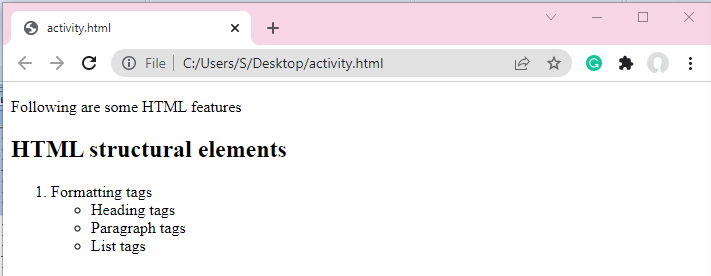 activity.html
File
C:/Users/S/Desktop/activity.html
G
Following are some HTML features
HTML structural elements
1. Formatting tags
Heading tags
Paragraph tags
List tags